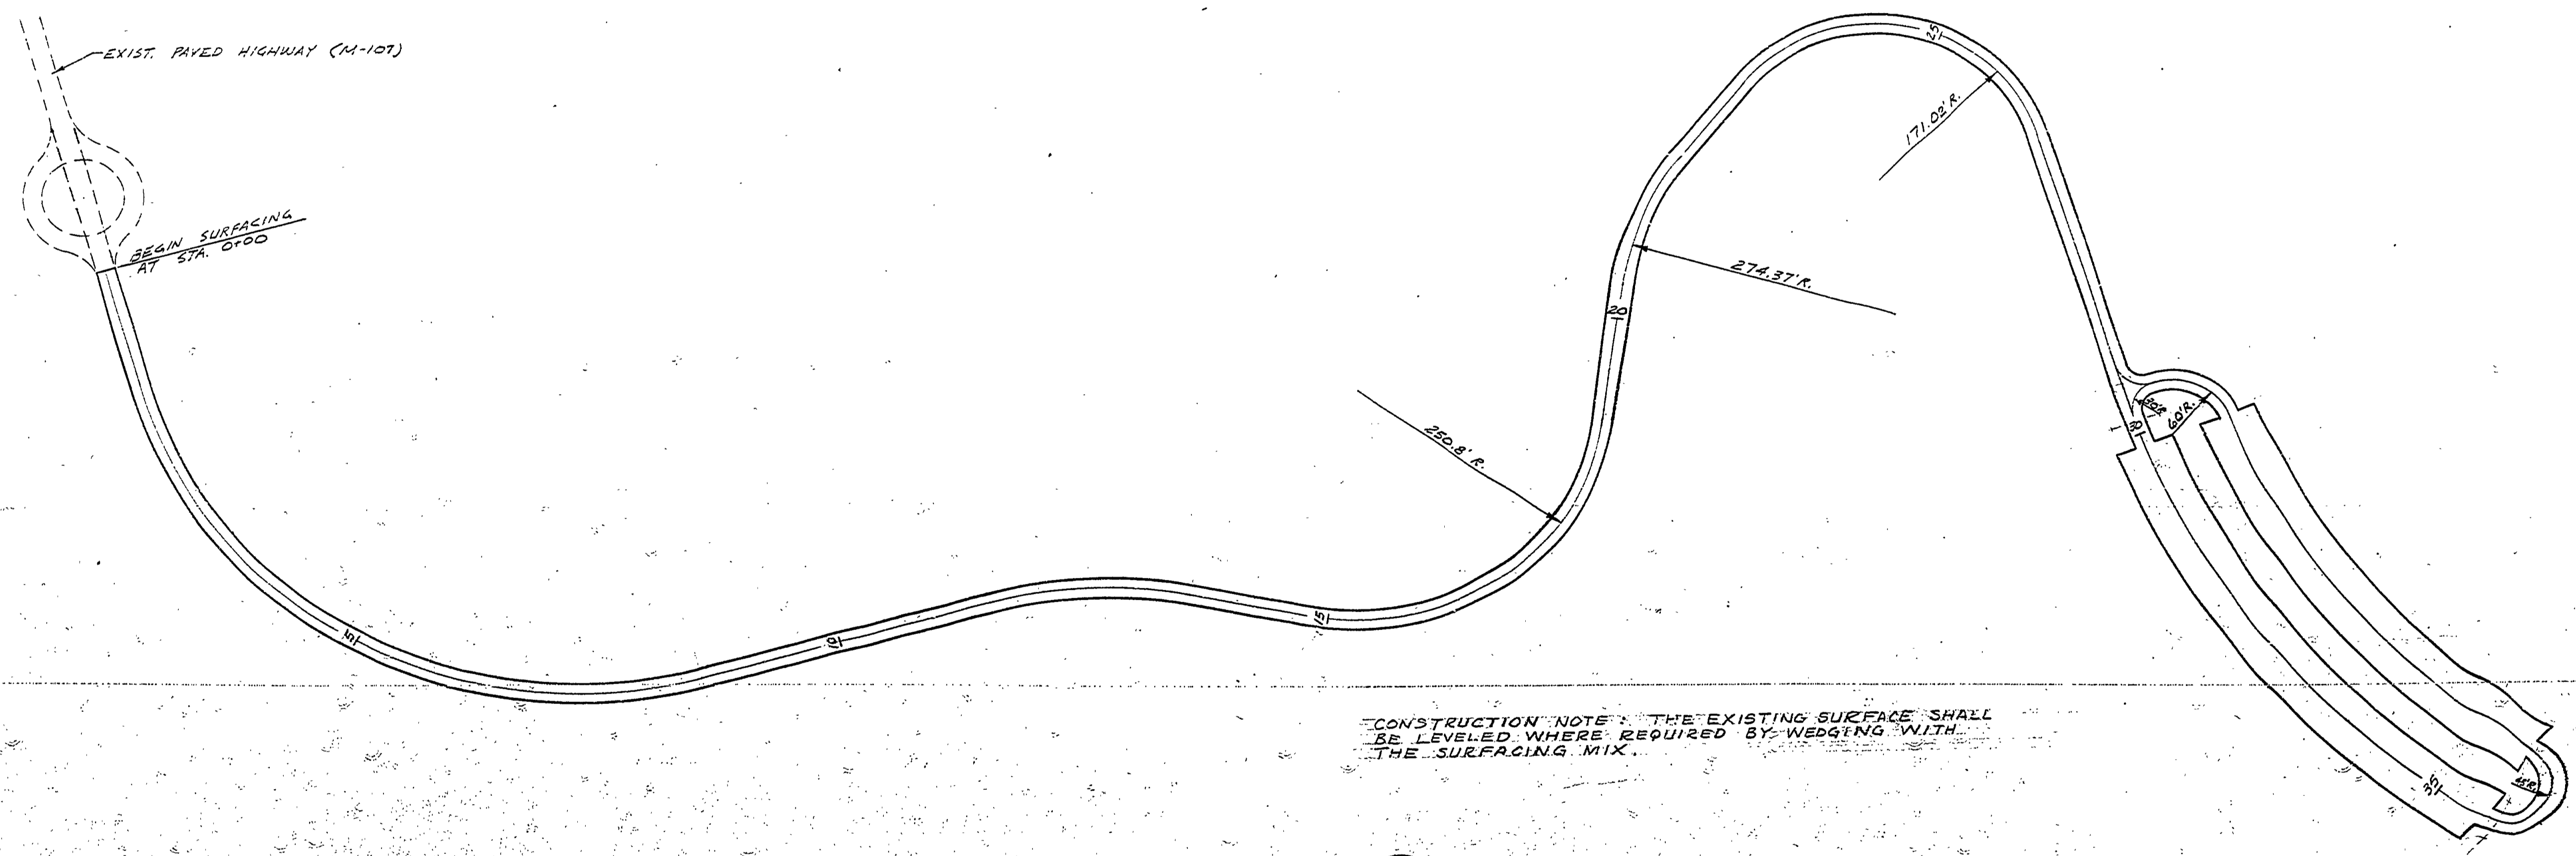 EXIST. PAVED HIGHWAY (M-107)
BEGIN SURFACING
AT STA. 0+00
5
10
15
250.8' R.
20
274.37' R.
25
171.02' R.
30
60' R.
35
CONSTRUCTION NOTE: THE EXISTING SURFACE SHALL
BE LEVELED WHERE REQUIRED BY WEDGING WITH
THE SURFACING MIX.